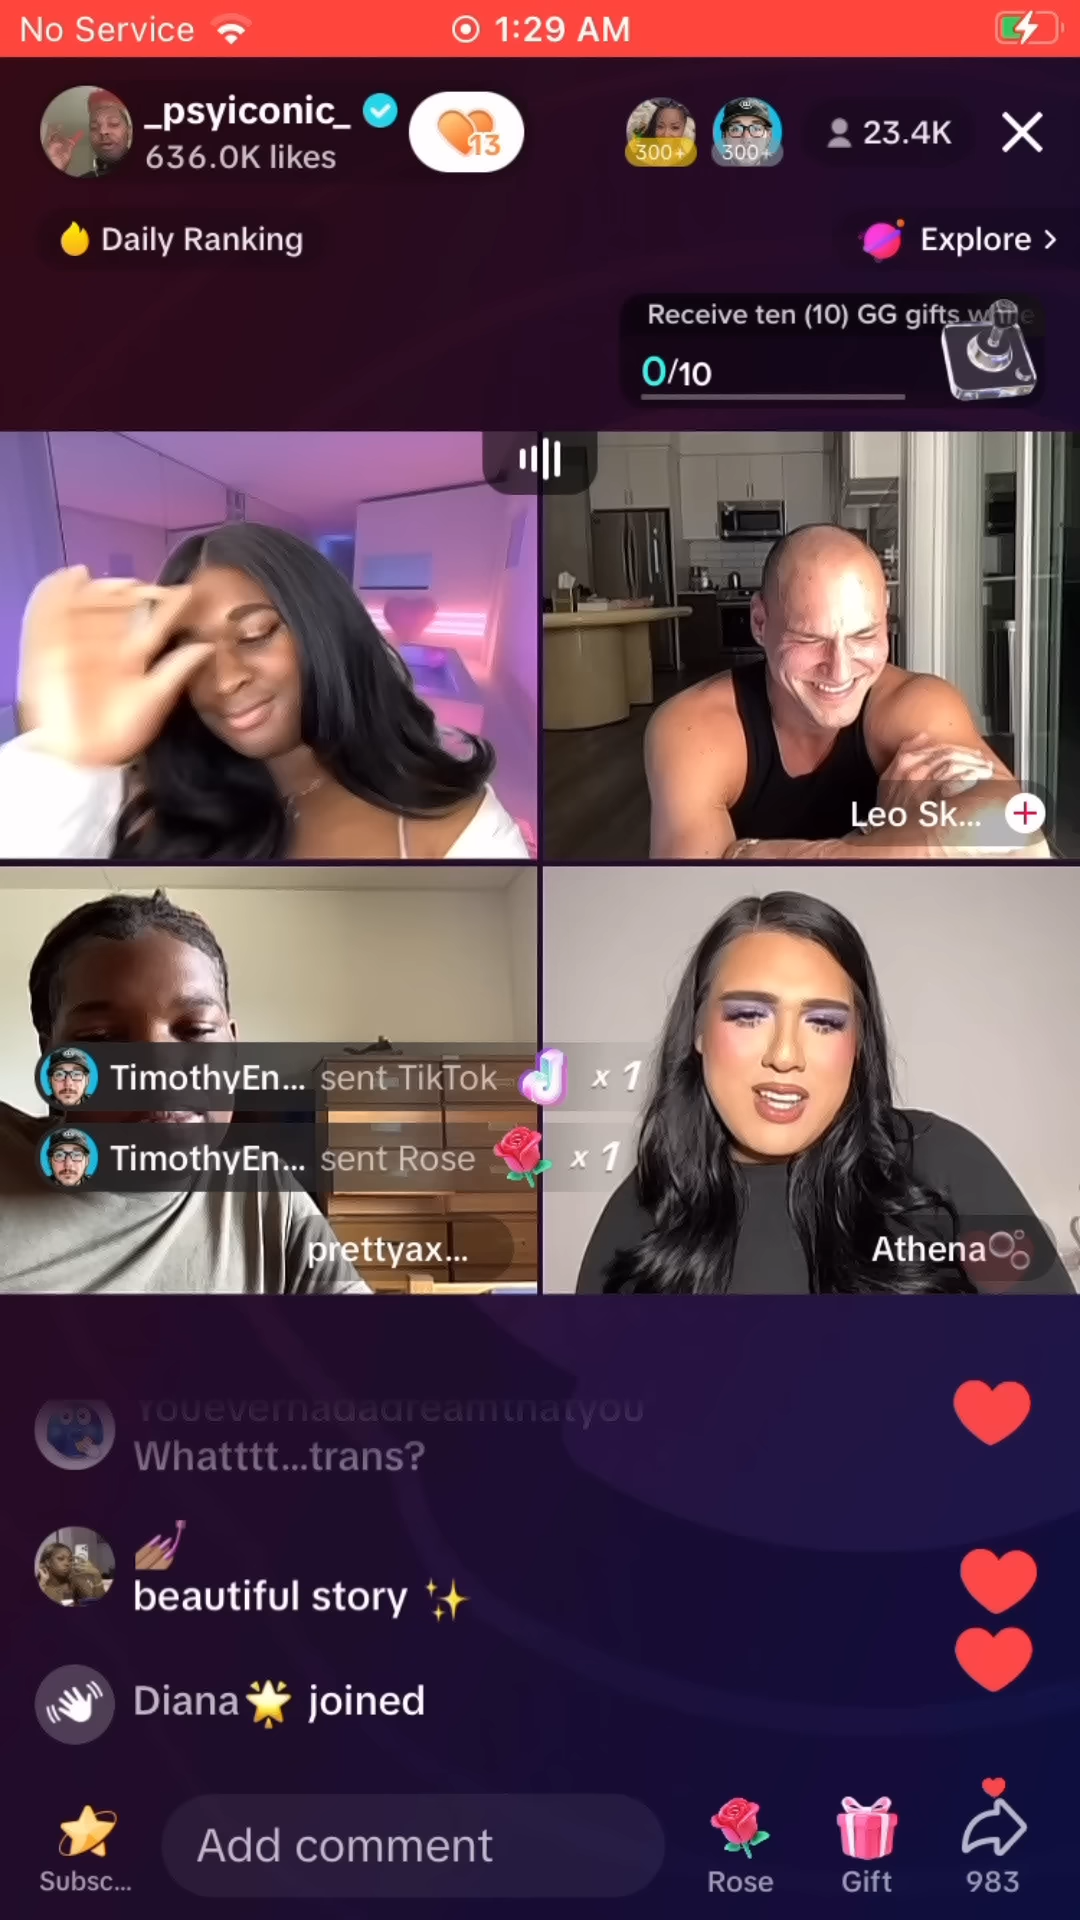 No Service
1:29 AM
_psyiconic_
636.0K likes
13
300+
300+
23.4K
Daily Ranking
Explore >
Receive ten (10) GG gifts while
0/10
Leo Sk...
TimothyEn... sent TikTok x 1
TimothyEn... sent Rose x 1
prettyax...
Athena
Youeverhadadreamthatyou
Whatttt...trans?
💅🏽
beautiful story ✨
Diana🌟 joined
Add comment
Subsc...
Rose
Gift
983